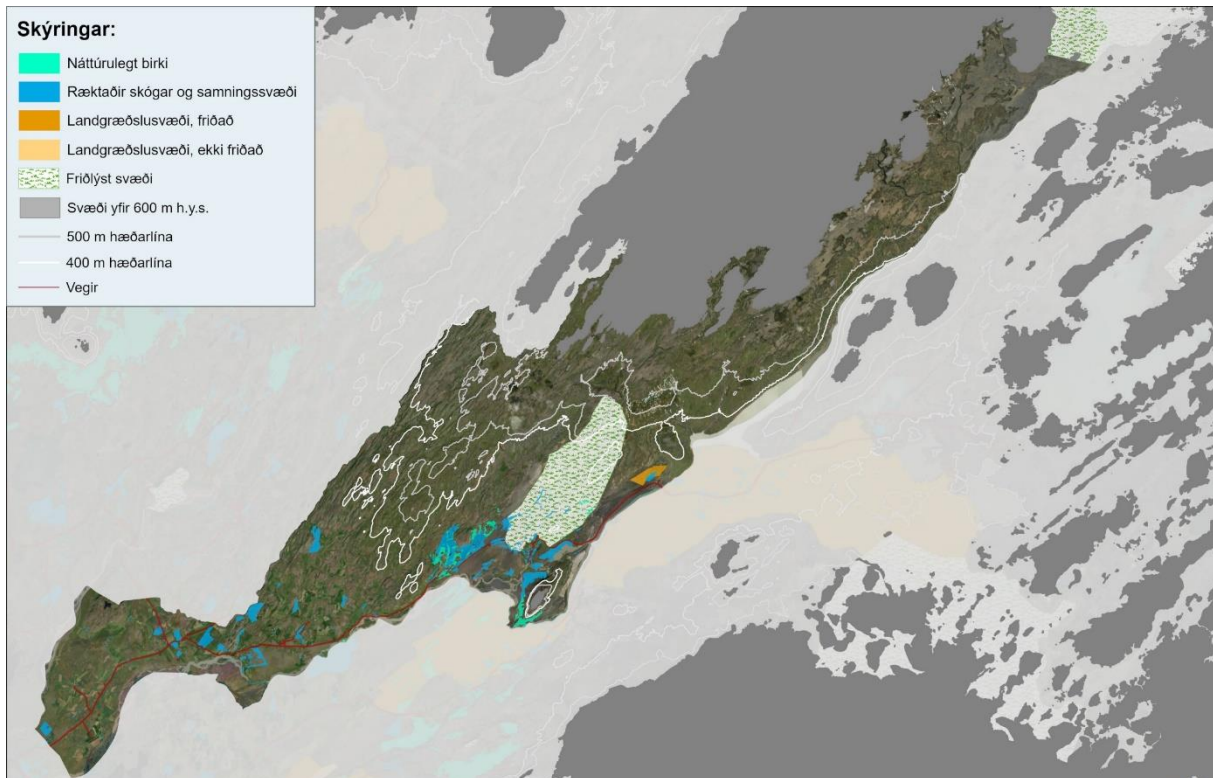 Skýringar:
Náttúrulegt birki
Ræktaðir skógar og samningssvæði
Landgræðslusvæði, friðað
Landgræðslusvæði, ekki friðað
Friðlýst svæði
Svæði yfir 600 m h.y.s.
500 m hæðarlína
400 m hæðarlína
Vegir